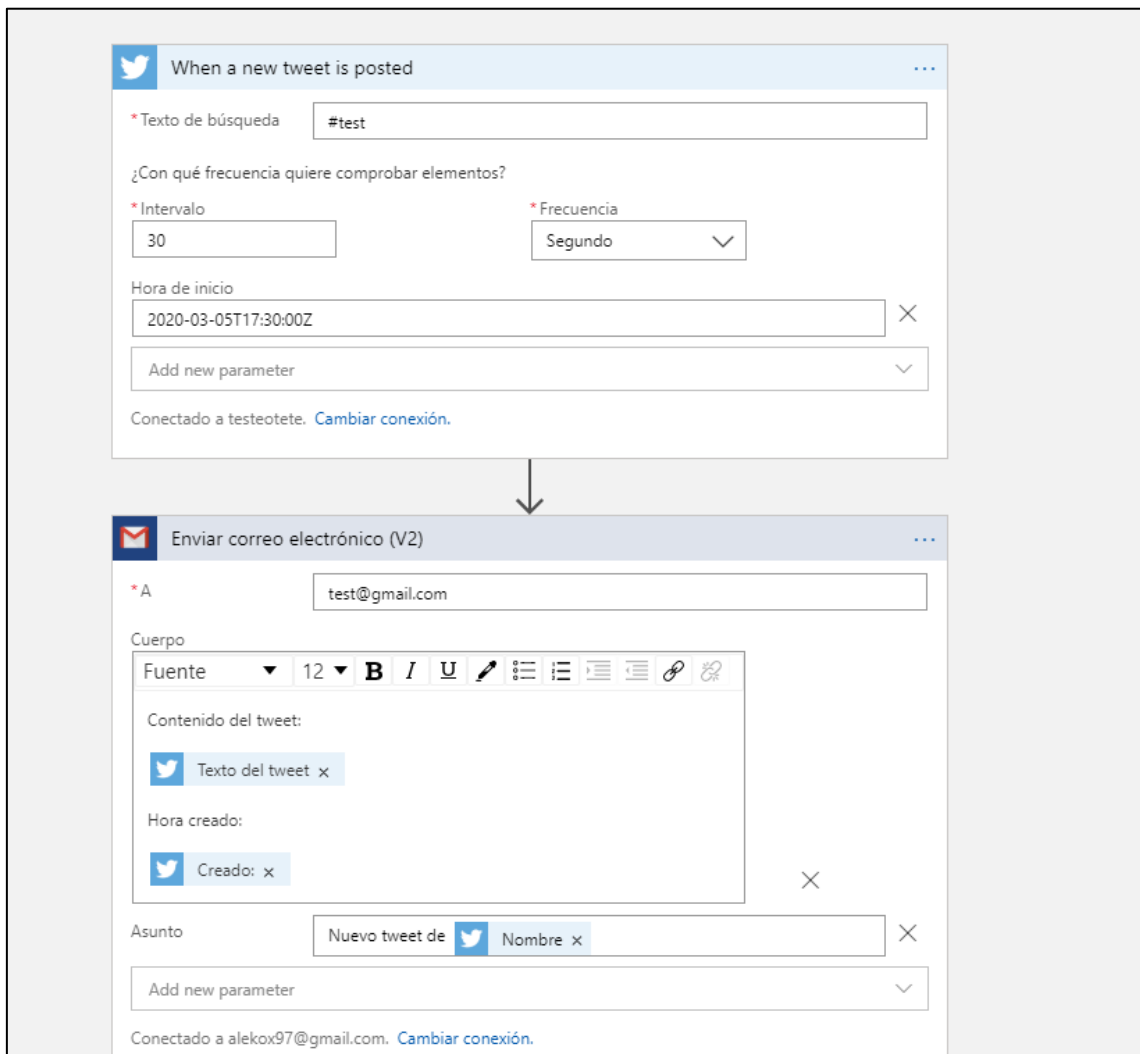 When a new tweet is posted
...
* Texto de búsqueda #test
¿Con qué frecuencia quiere comprobar elementos?
* Intervalo * Frecuencia
30 Segundo
Hora de inicio
2020-03-05T17:30:00Z
Add new parameter
Conectado a testeotete. Cambiar conexión.
Enviar correo electrónico (V2)
...
* A test@gmail.com
Cuerpo
Fuente 12 B I U
Contenido del tweet:
Texto del tweet ×
Hora creado:
Creado: ×
Asunto Nuevo tweet de Nombre ×
Add new parameter
Conectado a alekox97@gmail.com. Cambiar conexión.